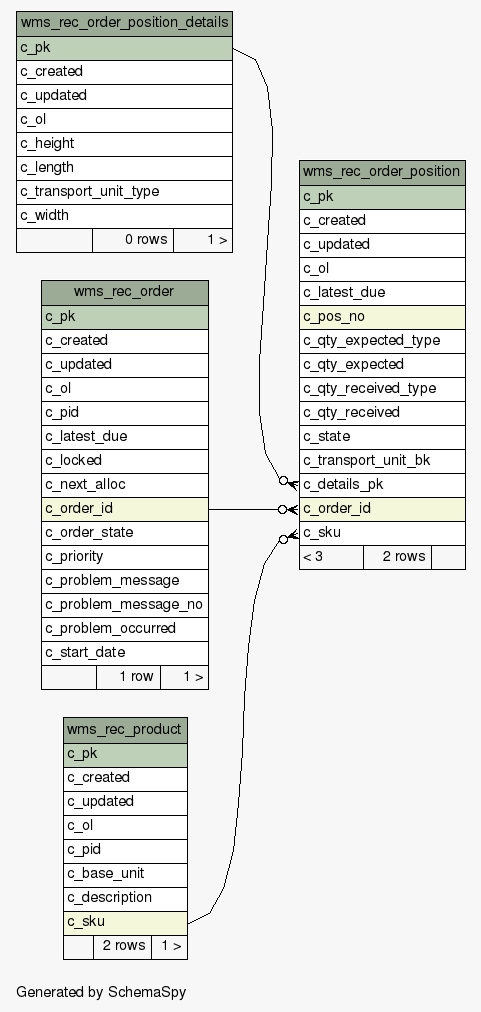 wms_rec_order_position_details
c_pk
c_created
c_updated
c_ol
c_height
c_length
c_transport_unit_type
c_width
0 rows 1 >
wms_rec_order_position
c_pk
c_created
c_updated
c_ol
c_latest_due
c_pos_no
c_qty_expected_type
c_qty_expected
c_qty_received_type
c_qty_received
c_state
c_transport_unit_bk
c_details_pk
c_order_id
c_sku
< 3 2 rows
wms_rec_order
c_pk
c_created
c_updated
c_ol
c_pid
c_latest_due
c_locked
c_next_alloc
c_order_id
c_order_state
c_priority
c_problem_message
c_problem_message_no
c_problem_occurred
c_start_date
1 row 1 >
wms_rec_product
c_pk
c_created
c_updated
c_ol
c_pid
c_base_unit
c_description
c_sku
2 rows 1 >
Generated by SchemaSpy